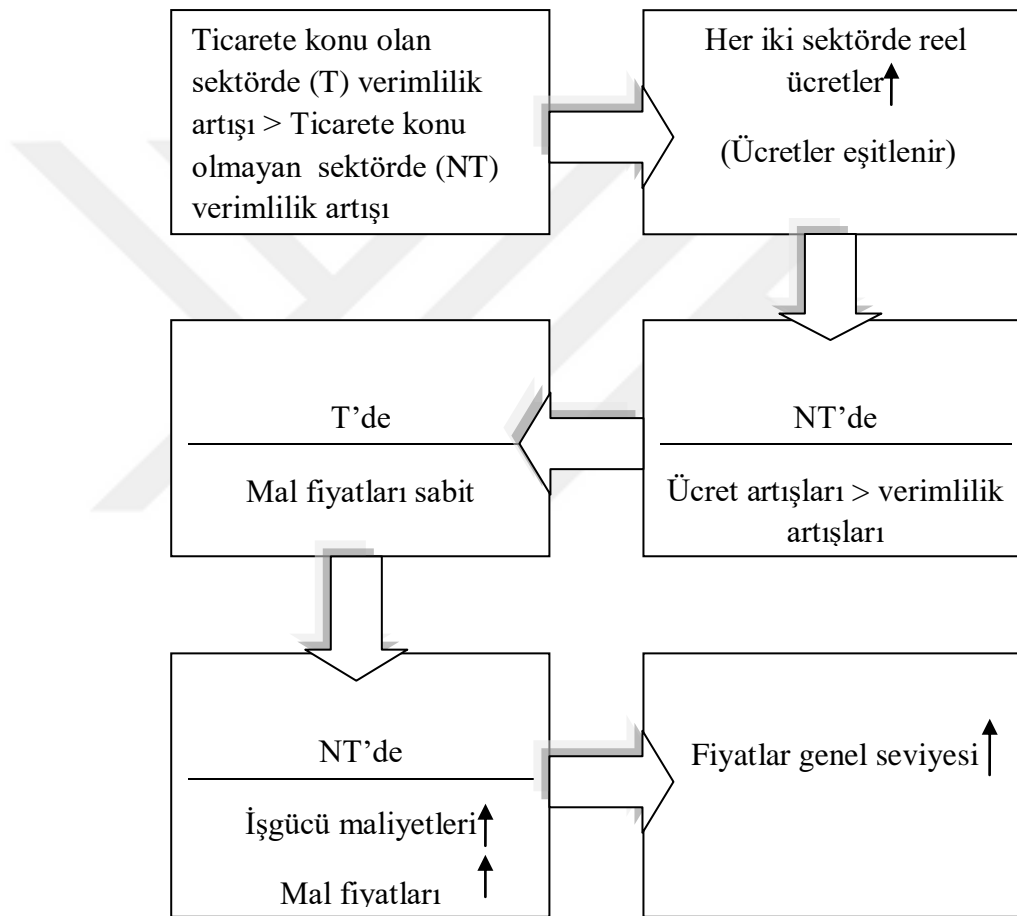 Ticarete konu olan
sektörde (T) verimlilik
artışı > Ticarete konu
olmayan sektörde (NT)
verimlilik artışı
Her iki sektörde reel
ücretler
(Ücretler eşitlenir)
NT’de
Ücret artışları > verimlilik
artışları
T’de
Mal fiyatları sabit
NT’de
İşgücü maliyetleri
Mal fiyatları
Fiyatlar genel seviyesi